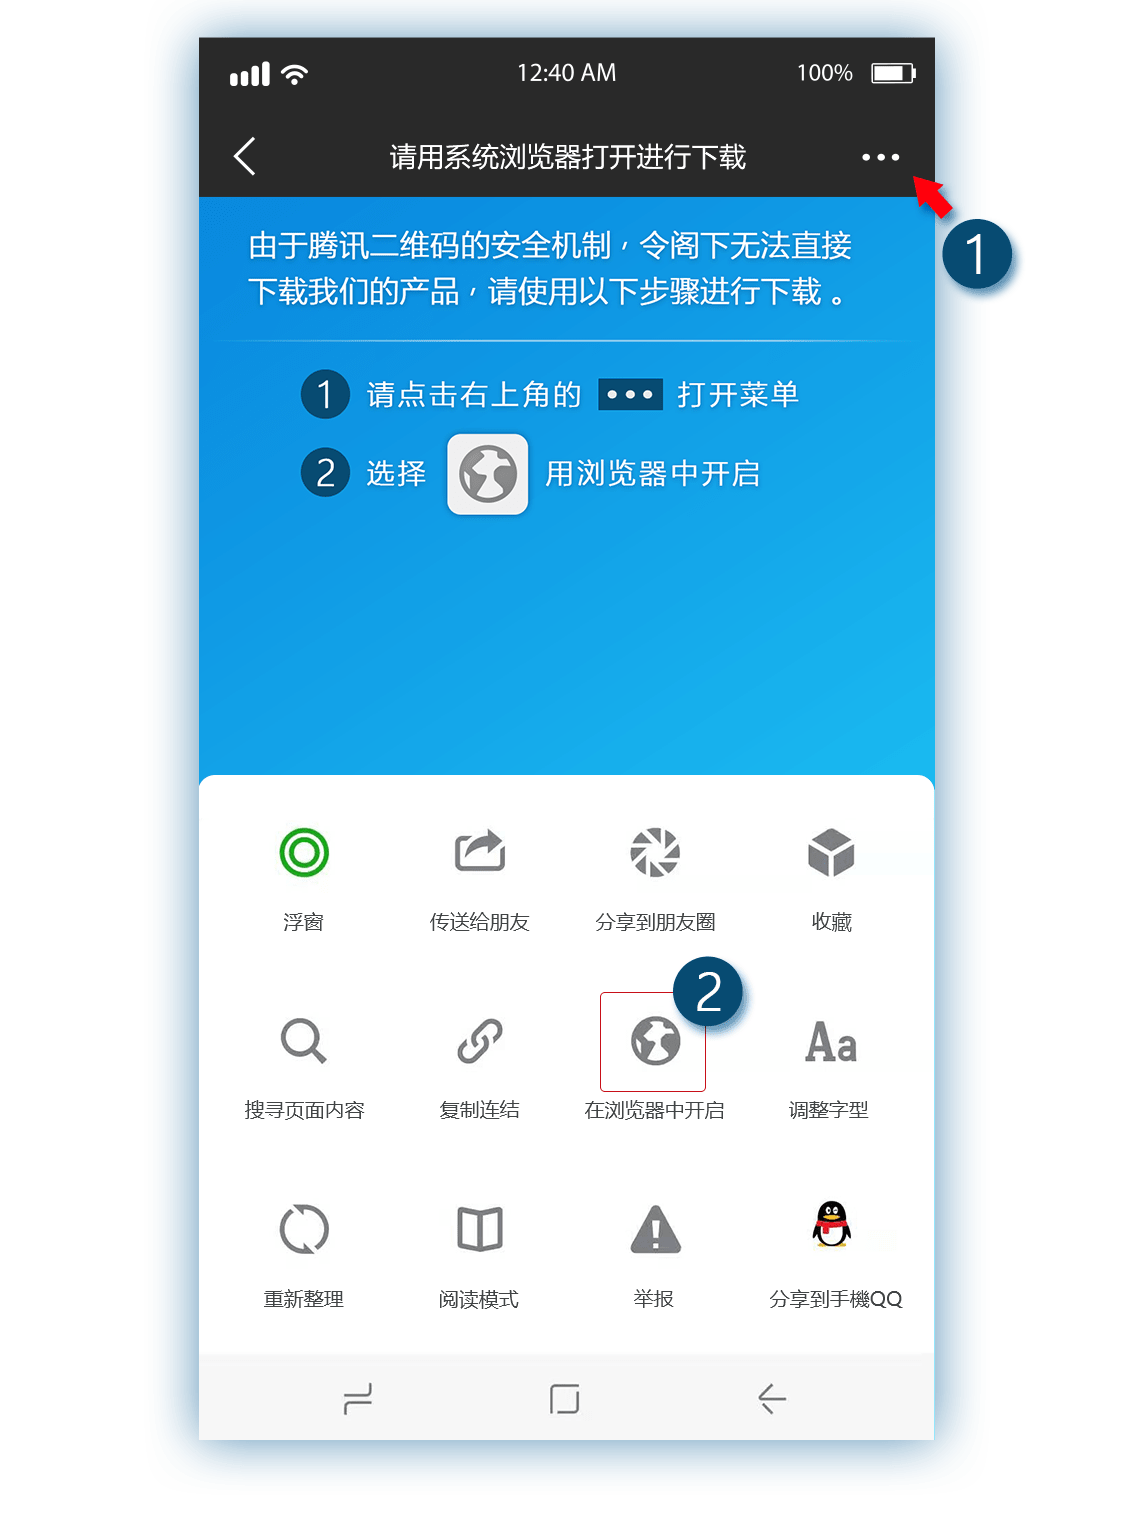 12:40 AM 100%
请用系统浏览器打开进行下载
1
由于腾讯二维码的安全机制，令阁下无法直接
下载我们的产品，请使用以下步骤进行下载。
1 请点击右上角的 ••• 打开菜单
2 选择 用浏览器中开启
浮窗 传送给朋友 分享到朋友圈 收藏
2
Aa
搜寻页面内容 复制连结 在浏览器中开启 调整字型
重新整理 阅读模式 举报 分享到手機QQ